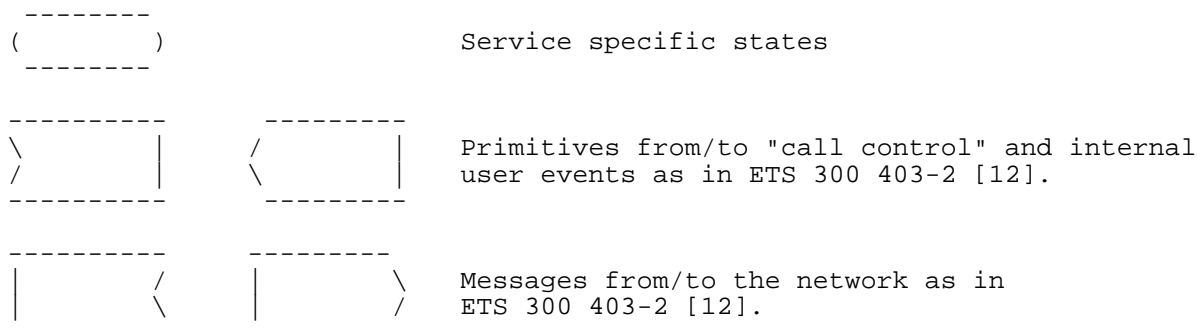 Service specific states
Primitives from/to "call control" and internal
user events as in ETS 300 403-2 [12].
Messages from/to the network as in
ETS 300 403-2 [12].